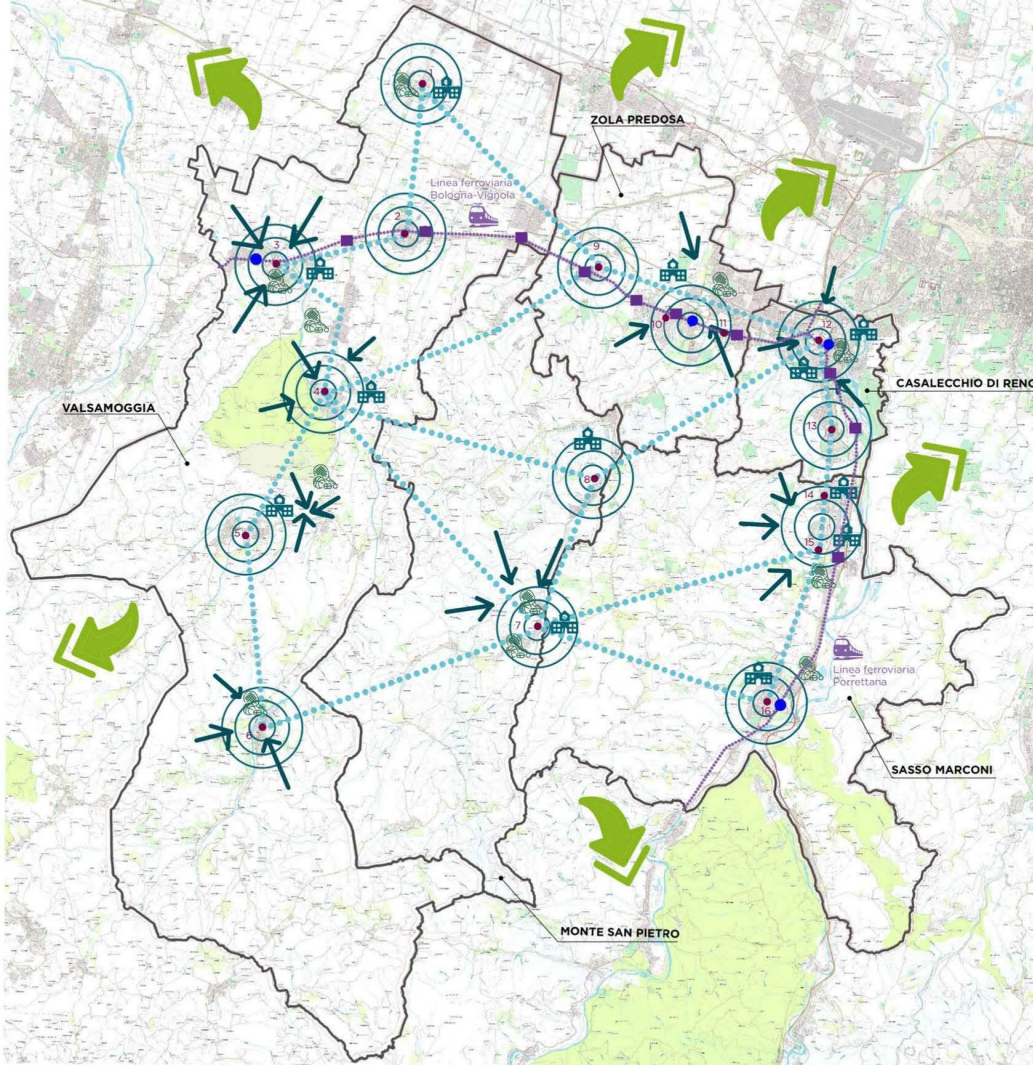 1
ZOLA PREDOSA
Linea ferroviaria
Bologna-Vignola
2
3
9
10
11
12
CASALECCHIO DI RENO
4
VALSAMOGGIA
13
8
14
5
15
7
Linea ferroviaria
Porrettana
16
6
SASSO MARCONI
MONTE SAN PIETRO